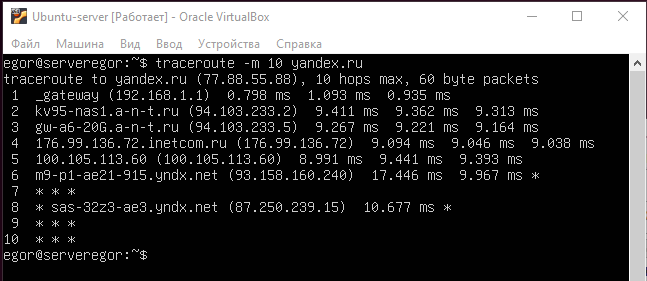 Ubuntu-server [Работает] - Oracle VirtualBox
Файл Машина Вид Ввод Устройства Справка
egor@serveregor:~$ traceroute -m 10 yandex.ru
traceroute to yandex.ru (77.88.55.88), 10 hops max, 60 byte packets
1 _gateway (192.168.1.1) 0.798 ms 1.093 ms 0.935 ms
2 kv95-nas1.a-n-t.ru (94.103.233.2) 9.411 ms 9.362 ms 9.313 ms
3 gw-a6-20G.a-n-t.ru (94.103.233.5) 9.267 ms 9.221 ms 9.164 ms
4 176.99.136.72.inetcom.ru (176.99.136.72) 9.094 ms 9.046 ms 9.038 ms
5 100.105.113.60 (100.105.113.60) 8.991 ms 9.441 ms 9.393 ms
6 m9-p1-ae21-915.yndx.net (93.158.160.240) 17.446 ms 9.967 ms *
7 * * *
8 * sas-32z3-ae3.yndx.net (87.250.239.15) 10.677 ms *
9 * * *
10 * * *
egor@serveregor:~$